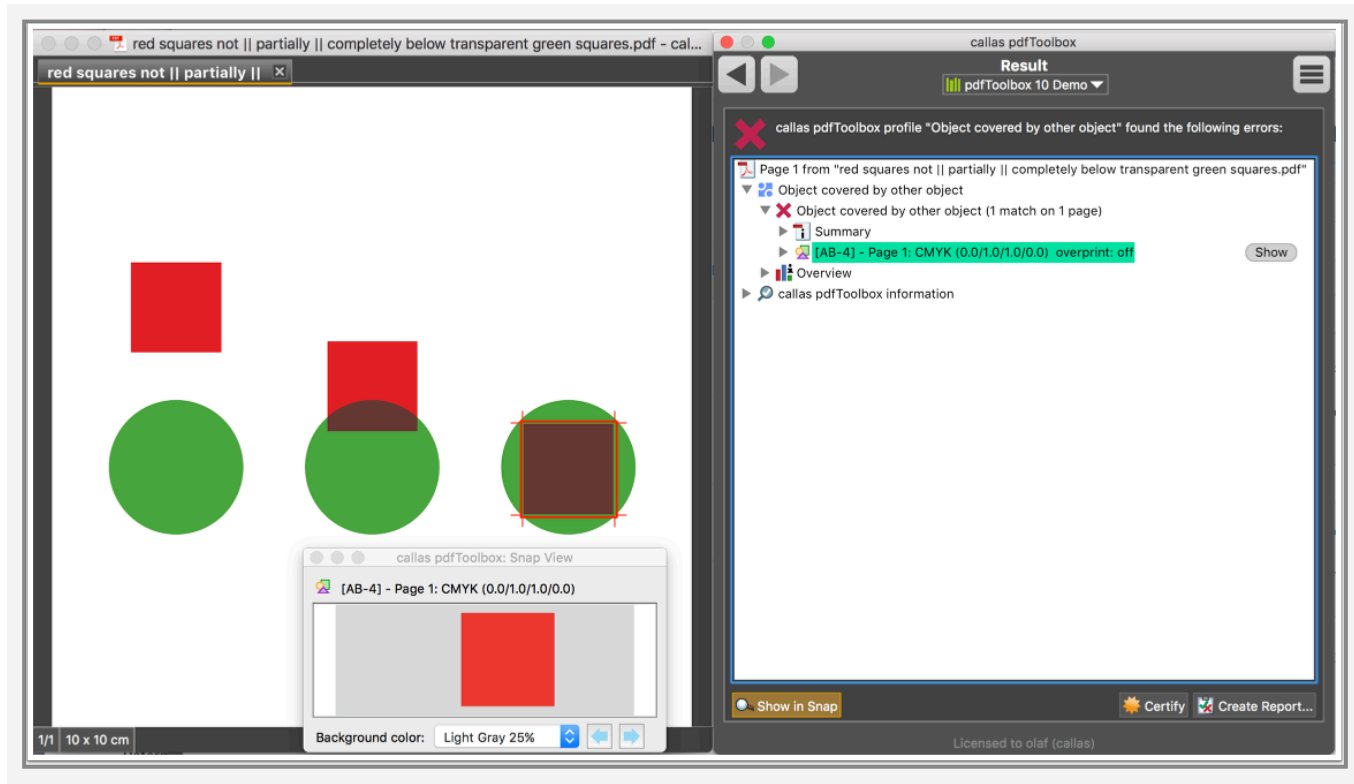 red squares not || partially || completely below transparent green squares.pdf - cal...
red squares not || partially ||
1/1 10 x 10 cm
callas pdfToolbox: Snap View
[AB-4] - Page 1: CMYK (0.0/1.0/1.0/0.0)
Background color: Light Gray 25%
callas pdfToolbox
Result
pdfToolbox 10 Demo
callas pdfToolbox profile "Object covered by other object" found the following errors:
Page 1 from "red squares not || partially || completely below transparent green squares.pdf"
Object covered by other object
Object covered by other object (1 match on 1 page)
Summary
[AB-4] - Page 1: CMYK (0.0/1.0/1.0/0.0) overprint: off Show
Overview
callas pdfToolbox information
Show in Snap Certify Create Report...
Licensed to olaf (callas)